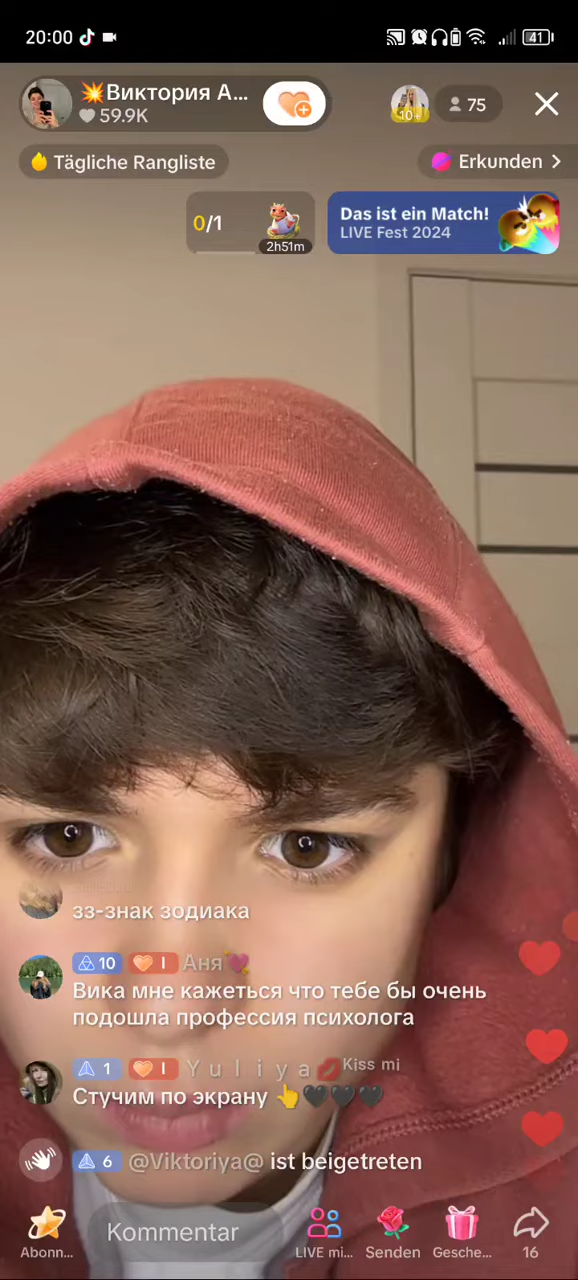 20:00
41
💥Виктория А...
59.9K
10+
75
Tägliche Rangliste
Erkunden
0/1
2h51m
Das ist ein Match!
LIVE Fest 2024
зз-знак зодиака
10 I Аня💘
Вика мне кажеться что тебе бы очень
подошла профессия психолога
1 I Y u l i y a💋Kiss mi
Стучим по экрану 👆🖤🖤🖤
6 @Viktoriya@ ist beigetreten
Kommentar
Abonn...
LIVE mi...
Senden
Gesche...
16